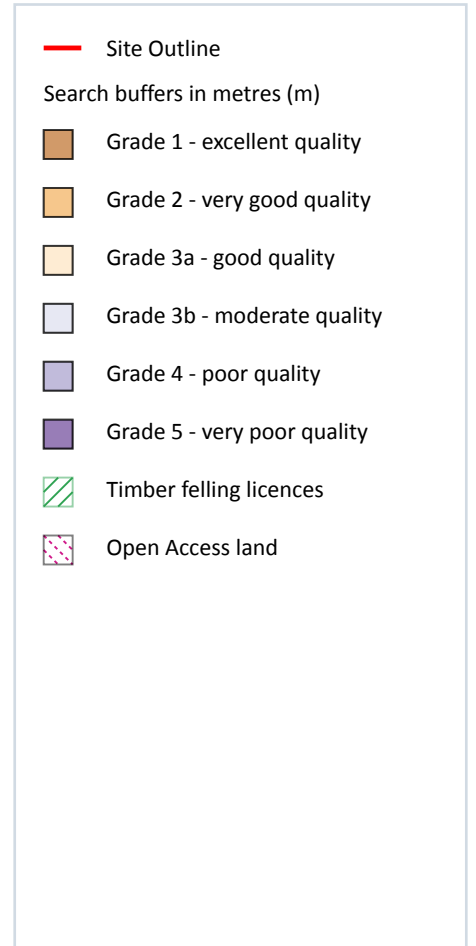 Site Outline
Search buffers in metres (m)
Grade 1 - excellent quality
Grade 2 - very good quality
Grade 3a - good quality
Grade 3b - moderate quality
Grade 4 - poor quality
Grade 5 - very poor quality
Timber felling licences
Open Access land